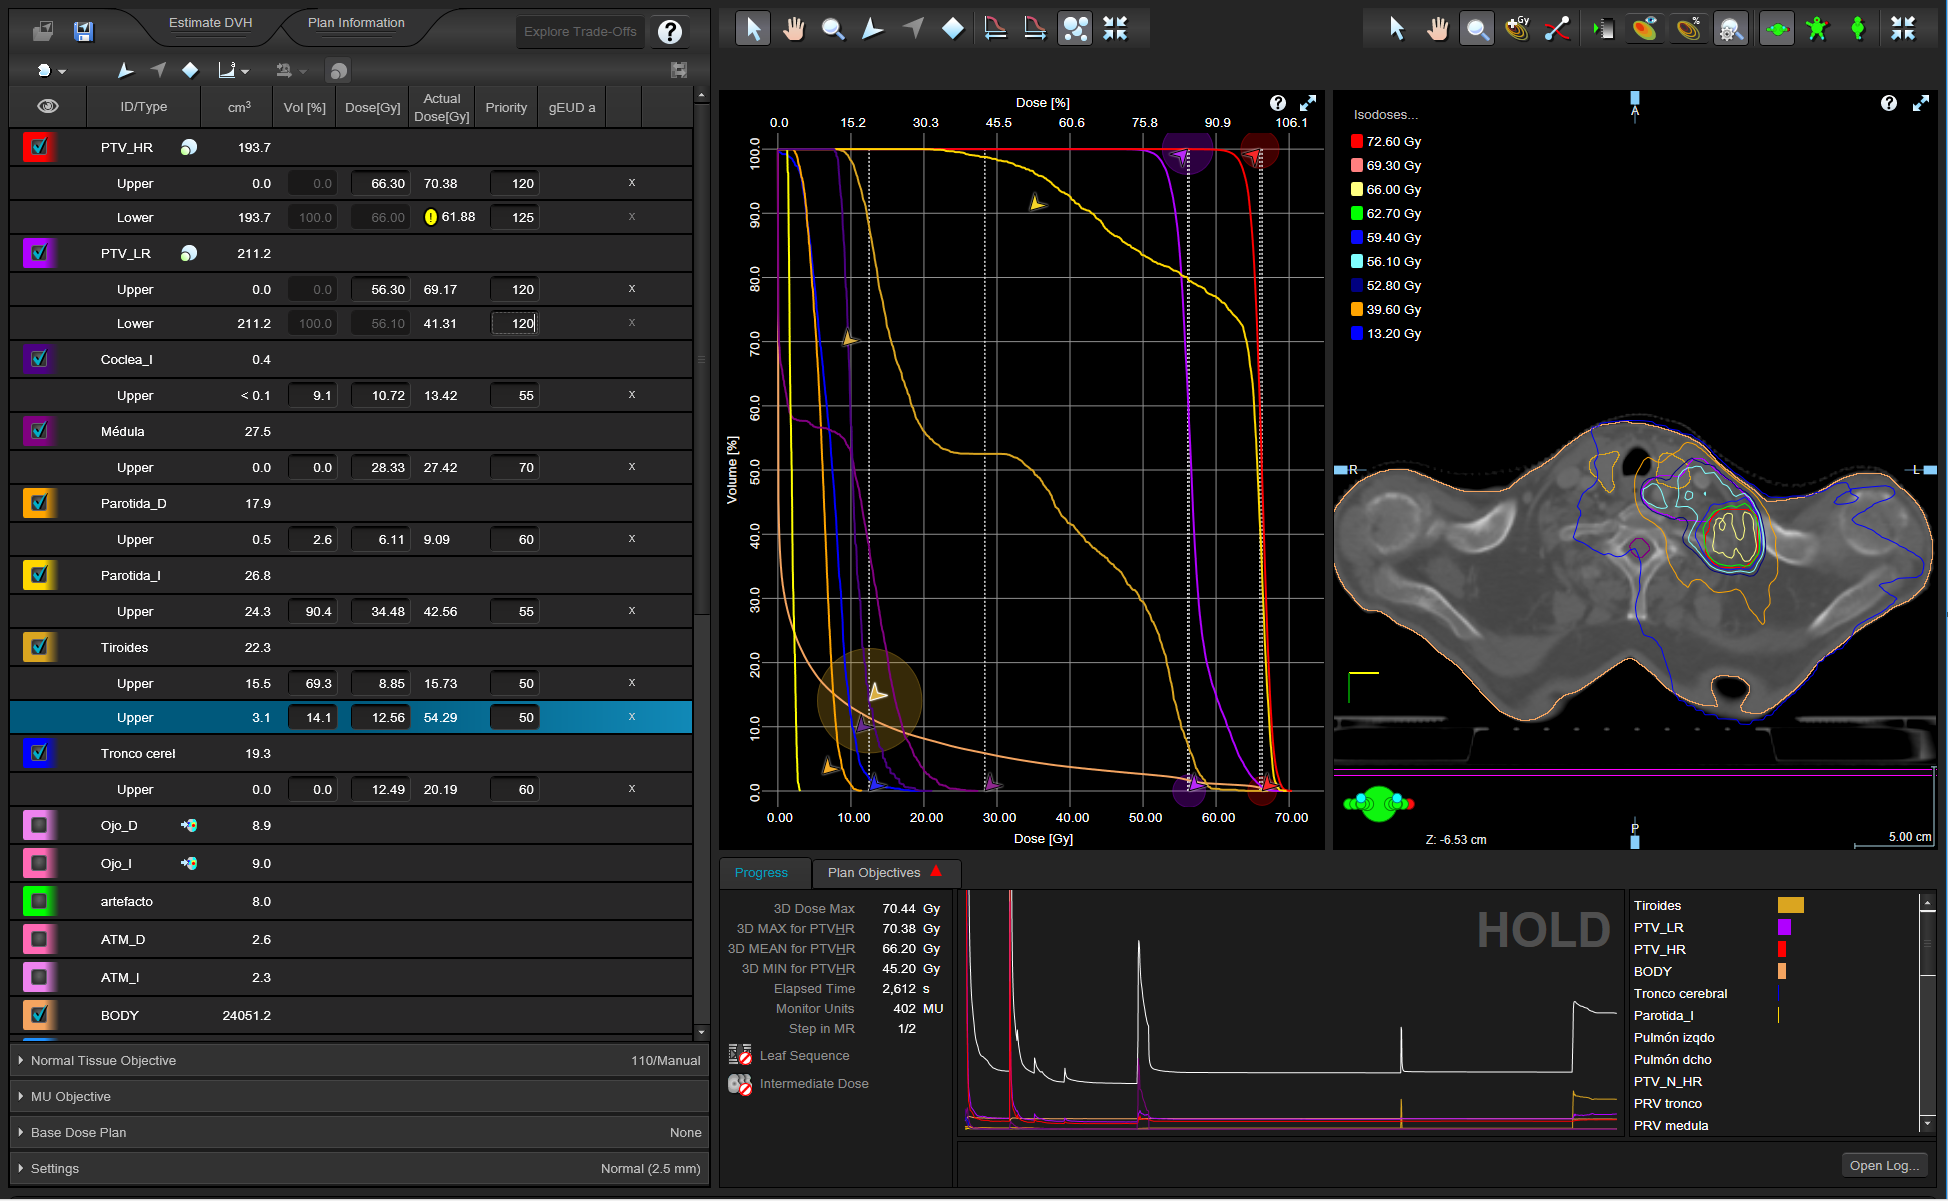 Estimate DVH
Plan Information
Explore Trade-Offs
ID/Type cm3 Vol [%] Dose[Gy] Actual Dose[Gy] Priority gEUD a
PTV_HR 193.7
Upper 0.0 0.0 66.30 70.38 120 x
Lower 193.7 100.0 66.00 ! 61.88 125 x
PTV_LR 211.2
Upper 0.0 0.0 56.30 69.17 120 x
Lower 211.2 100.0 56.10 41.31 120 x
Coclea_I 0.4
Upper < 0.1 9.1 10.72 13.42 55 x
Médula 27.5
Upper 0.0 0.0 28.33 27.42 70 x
Parotida_D 17.9
Upper 0.5 2.6 6.11 9.09 60 x
Parotida_I 26.8
Upper 24.3 90.4 34.48 42.56 55 x
Tiroides 22.3
Upper 15.5 69.3 8.85 15.73 50 x
Upper 3.1 14.1 12.56 54.29 50 x
Tronco cerel 19.3
Upper 0.0 0.0 12.49 20.19 60 x
Ojo_D 8.9
Ojo_I 9.0
artefacto 8.0
ATM_D 2.6
ATM_I 2.3
BODY 24051.2
Normal Tissue Objective 110/Manual
MU Objective
Base Dose Plan None
Settings Normal (2.5 mm)
Dose [%]
0.0 15.2 30.3 45.5 60.6 75.8 90.9 106.1
100.0
90.0
80.0
70.0
60.0
50.0
40.0
30.0
20.0
10.0
0.0
Volume [%]
0.00 10.00 20.00 30.00 40.00 50.00 60.00 70.00
Dose [Gy]
Gy
%
Isodoses...
72.60 Gy
69.30 Gy
66.00 Gy
62.70 Gy
59.40 Gy
56.10 Gy
52.80 Gy
39.60 Gy
13.20 Gy
A
R
L
P
Z: -6.53 cm
5.00 cm
Progress
Plan Objectives
3D Dose Max 70.44 Gy
3D MAX for PTVHR 70.38 Gy
3D MEAN for PTVHR 66.20 Gy
3D MIN for PTVHR 45.20 Gy
Elapsed Time 2,612 s
Monitor Units 402 MU
Step in MR 1/2
Leaf Sequence
Intermediate Dose
HOLD
Tiroides
PTV_LR
PTV_HR
BODY
Tronco cerebral
Parotida_I
Pulmón izqdo
Pulmón dcho
PTV_N_HR
PRV tronco
PRV medula
Open Log...